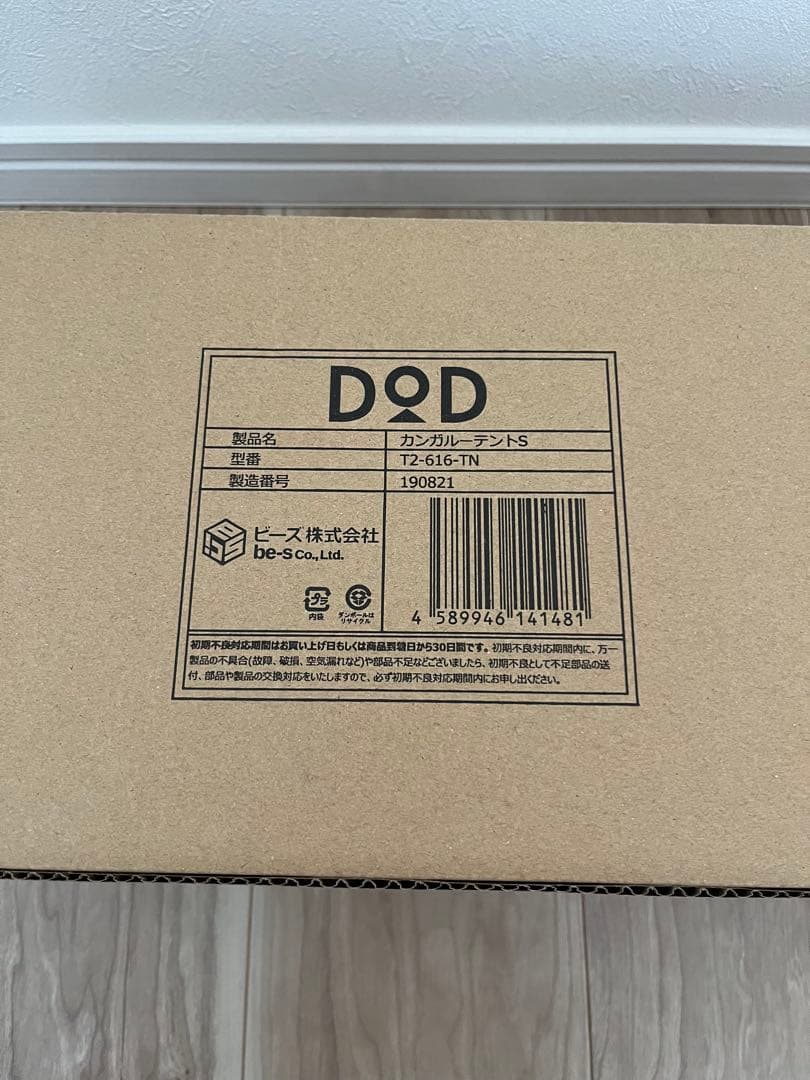 DOD
製品名 カンガルーテントS
型番 T2-616-TN
製造番号 190821
ビーズ株式会社
be-s Co.,Ltd.
プラ
内袋
ダンボールは
リサイクル
4 589946 141481
初期不良対応期間はお買い上げ日もしくは商品到着日から30日間です。初期不良対応期間内に、万一
製品の不具合(故障、破損、空気漏れなど)や部品不足などございましたら、初期不良として不足部品の送
付、部品や製品の交換対応をいたしますので、必ず初期不良対応期間内にお申し出ください。